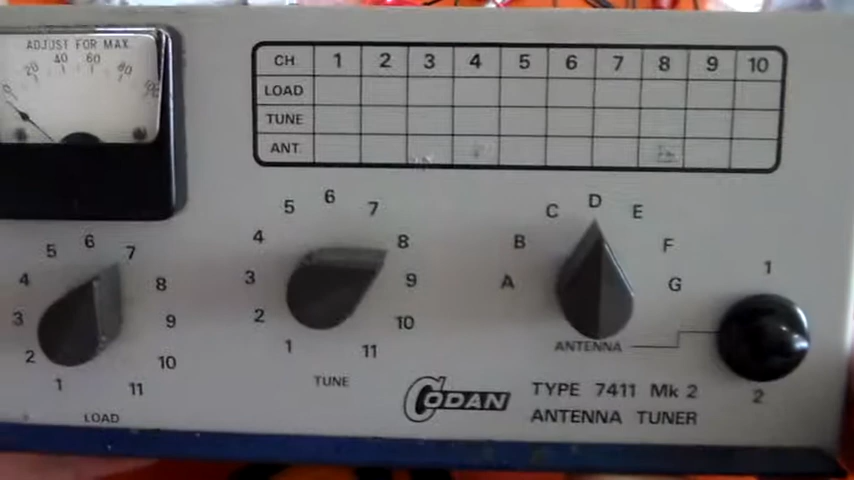 ADJUST FOR MAX.
0 20 40 60 80 100
CH 1 2 3 4 5 6 7 8 9 10
LOAD
TUNE
ANT.
1 2 3 4 5 6 7 8 9 10 11
LOAD
1 2 3 4 5 6 7 8 9 10 11
TUNE
A B C D E F G
ANTENNA
1
2
CODAN
TYPE 7411 Mk 2
ANTENNA TUNER